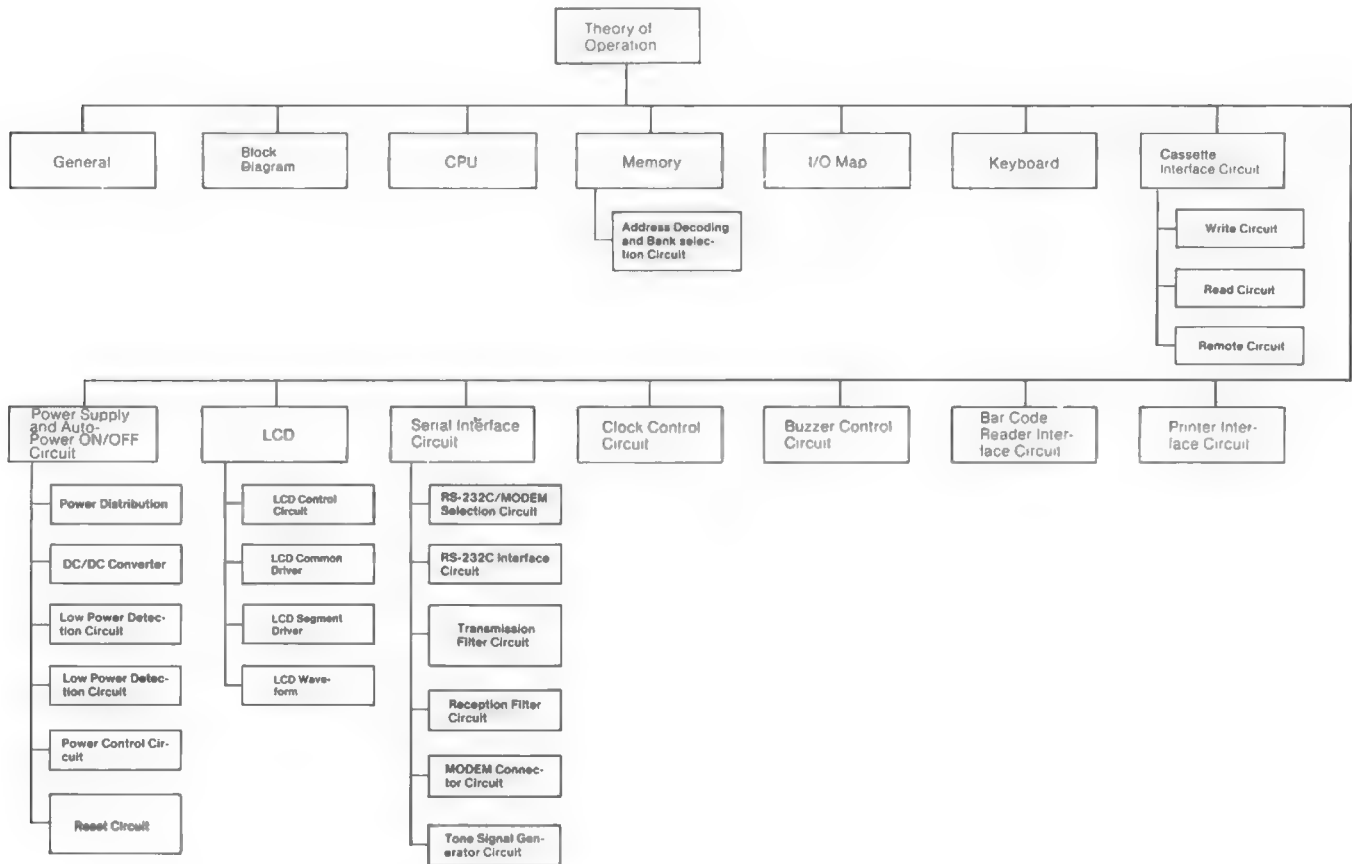 Theory of
Operation
General
Block
Diagram
CPU
Memory
I/O Map
Keyboard
Cassette
Interface Circuit
Address Decoding
and Bank selec-
tion Circuit
Write Circuit
Read Circuit
Remote Circuit
Power Supply
and Auto-
Power ON/OFF
Circuit
LCD
Serial Interface
Circuit
Clock Control
Circuit
Buzzer Control
Circuit
Bar Code
Reader Inter-
face Circuit
Printer Inter-
face Circuit
Power Distribution
DC/DC Converter
Low Power Detec-
tion Circuit
Low Power Detec-
tion Circuit
Power Control Cir-
cuit
Reset Circuit
LCD Control
Circuit
LCD Common
Driver
LCD Segment
Driver
LCD Wave-
form
RS-232C/MODEM
Selection Circuit
RS-232C Interface
Circuit
Transmission
Filter Circuit
Reception Filter
Circuit
MODEM Connec-
tor Circuit
Tone Signal Gen-
erator Circuit